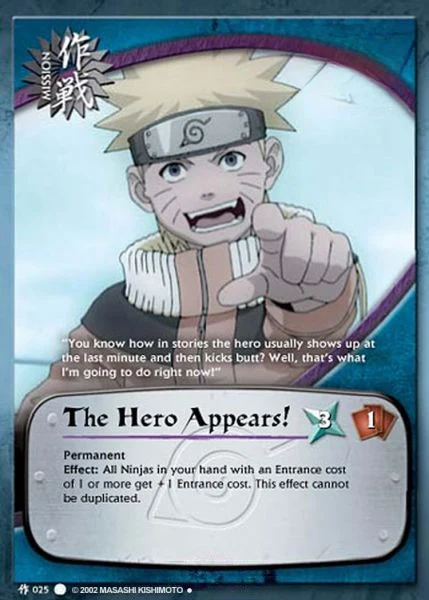 MISSION
作戦
"You know how in stories the hero usually shows up at
the last minute and then kicks butt? Well, that's what
I'm going to do right now!"
The Hero Appears! 3 1
Permanent
Effect: All Ninjas in your hand with an Entrance cost
of 1 or more get +1 Entrance cost. This effect cannot
be duplicated.
作 025 © 2002 MASASHI KISHIMOTO